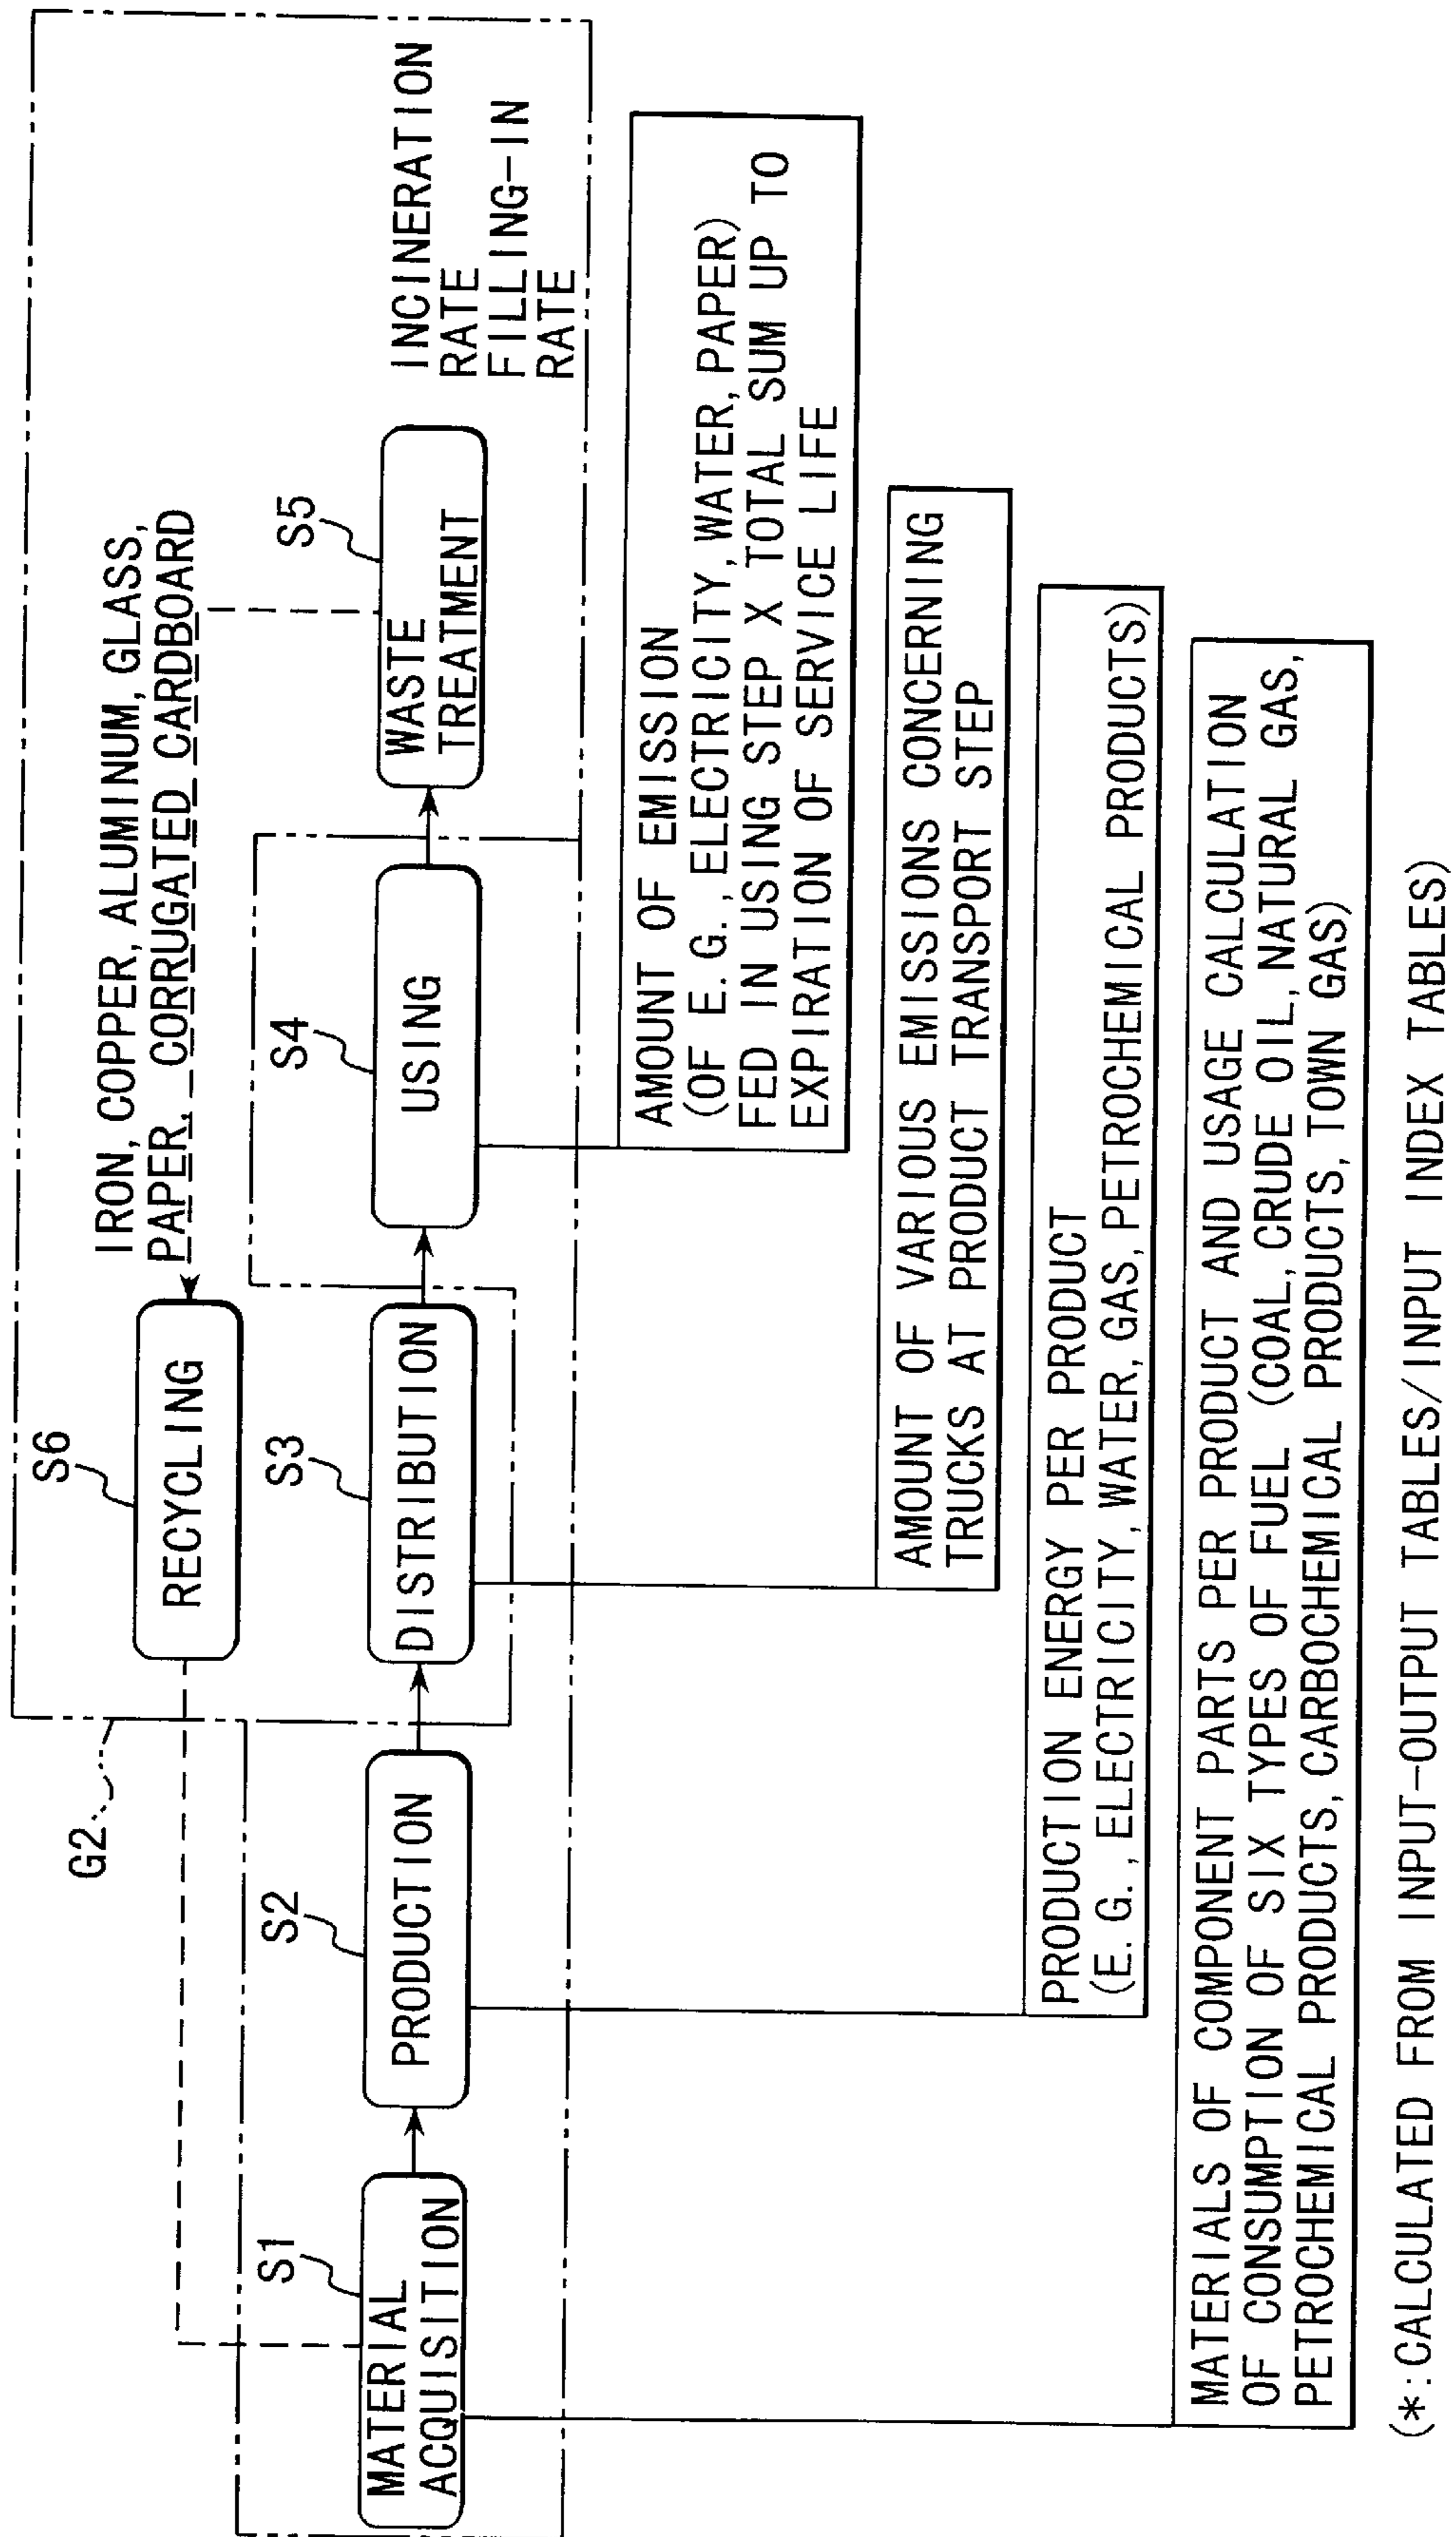 G2
S6
RECYCLING
IRON, COPPER, ALUMINUM, GLASS,
PAPER, CORRUGATED CARDBOARD
S1
MATERIAL
ACQUISITION
S2
PRODUCTION
S3
DISTRIBUTION
S4
USING
S5
WASTE
TREATMENT
INCINERATION
RATE
FILLING-IN
RATE
AMOUNT OF EMISSION
(OF E.G., ELECTRICITY, WATER, PAPER)
FED IN USING STEP X TOTAL SUM UP TO
EXPIRATION OF SERVICE LIFE
AMOUNT OF VARIOUS EMISSIONS CONCERNING
TRUCKS AT PRODUCT TRANSPORT STEP
PRODUCTION ENERGY PER PRODUCT
(E.G., ELECTRICITY, WATER, GAS, PETROCHEMICAL PRODUCTS)
MATERIALS OF COMPONENT PARTS PER PRODUCT AND USAGE CALCULATION
OF CONSUMPTION OF SIX TYPES OF FUEL (COAL, CRUDE OIL, NATURAL GAS,
PETROCHEMICAL PRODUCTS, CARBOCHEMICAL PRODUCTS, TOWN GAS)
(*:CALCULATED FROM INPUT-OUTPUT TABLES/INPUT INDEX TABLES)